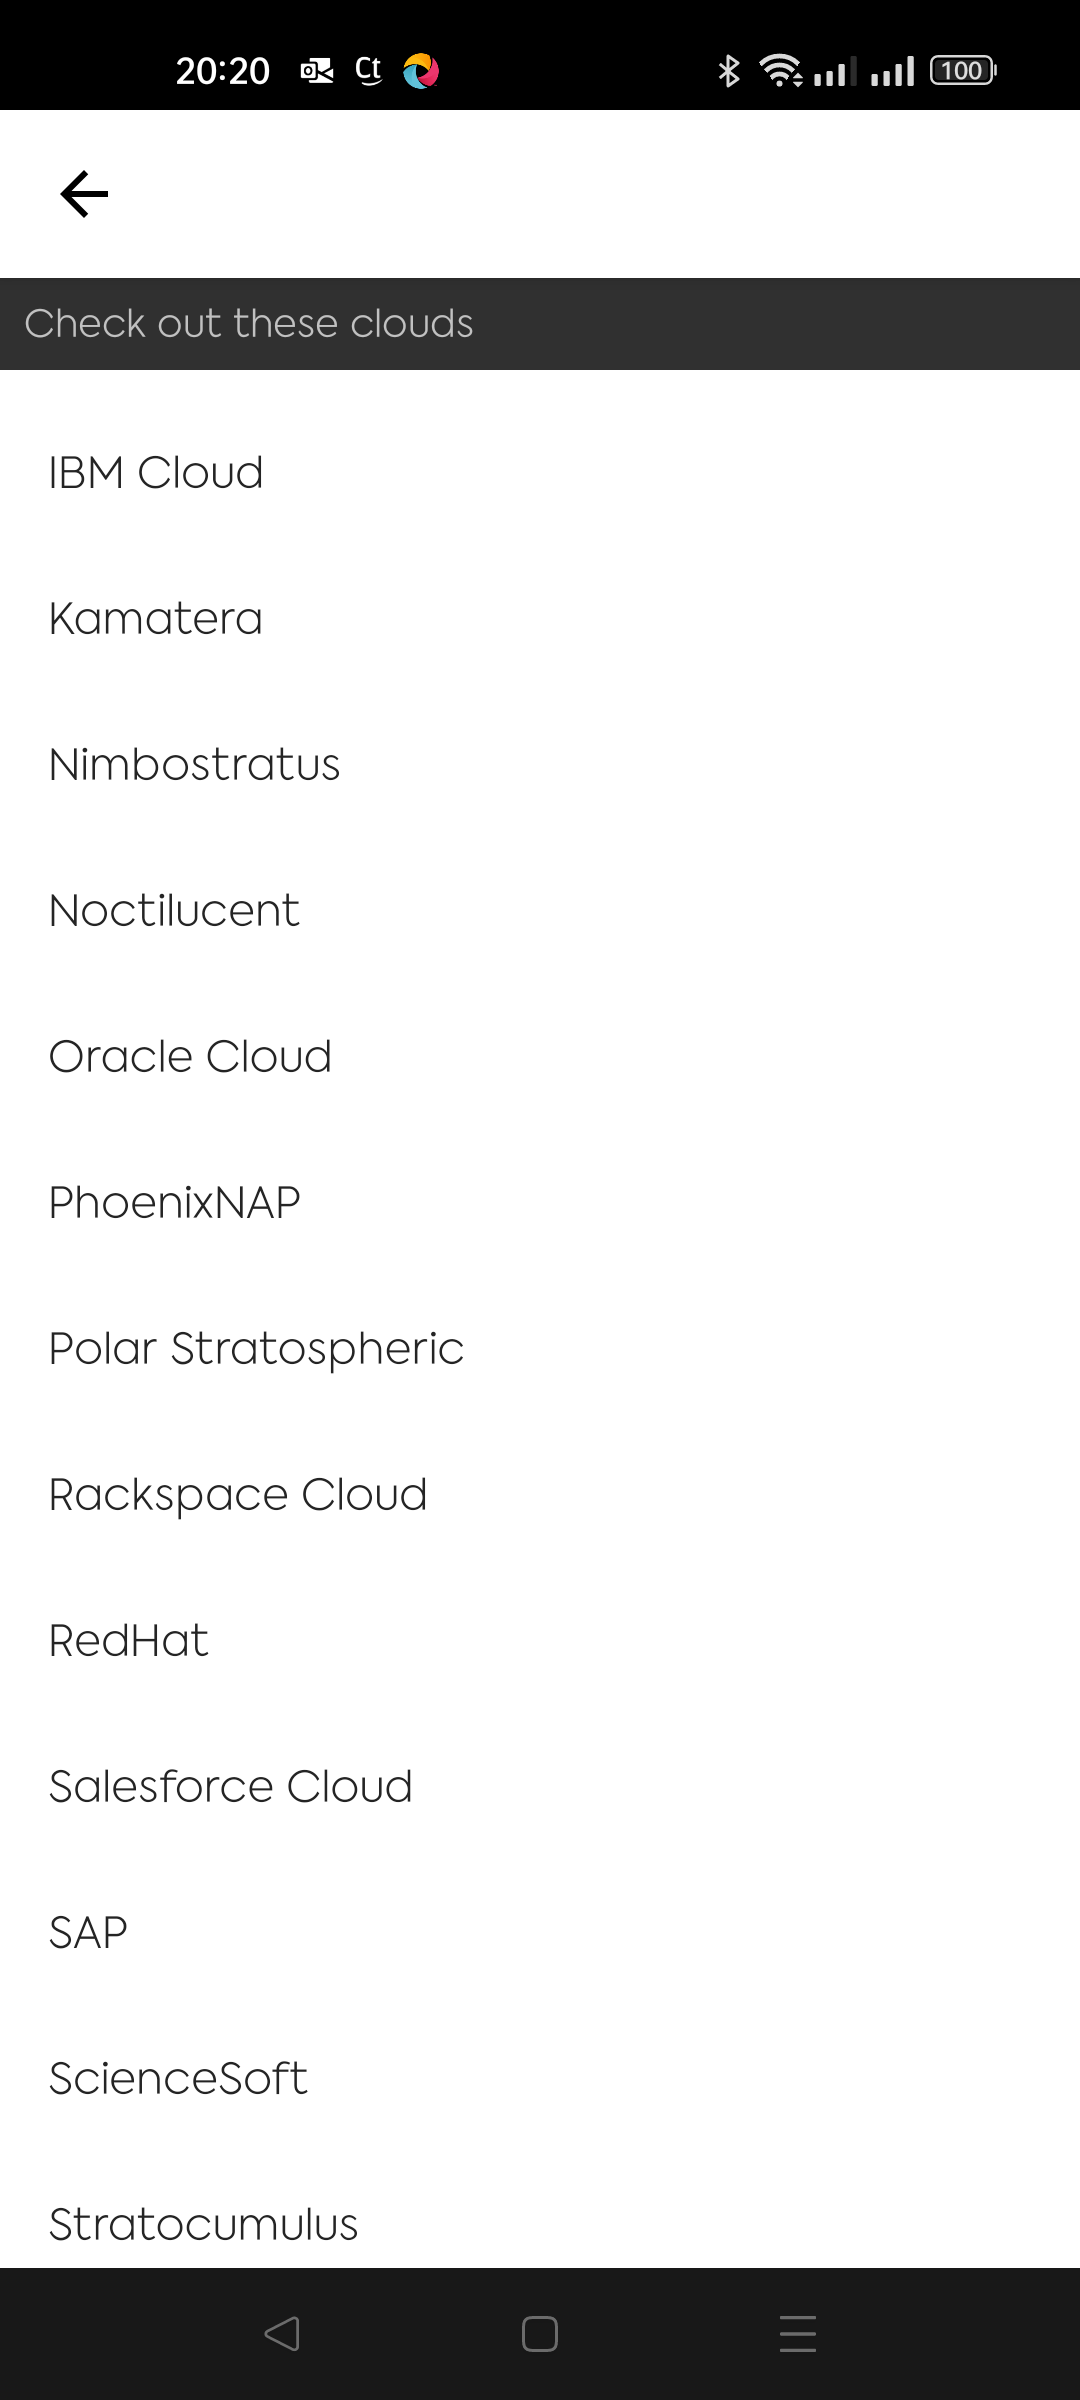 20:20
Ct
100
Check out these clouds
IBM Cloud
Kamatera
Nimbostratus
Noctilucent
Oracle Cloud
PhoenixNAP
Polar Stratospheric
Rackspace Cloud
RedHat
Salesforce Cloud
SAP
ScienceSoft
Stratocumulus